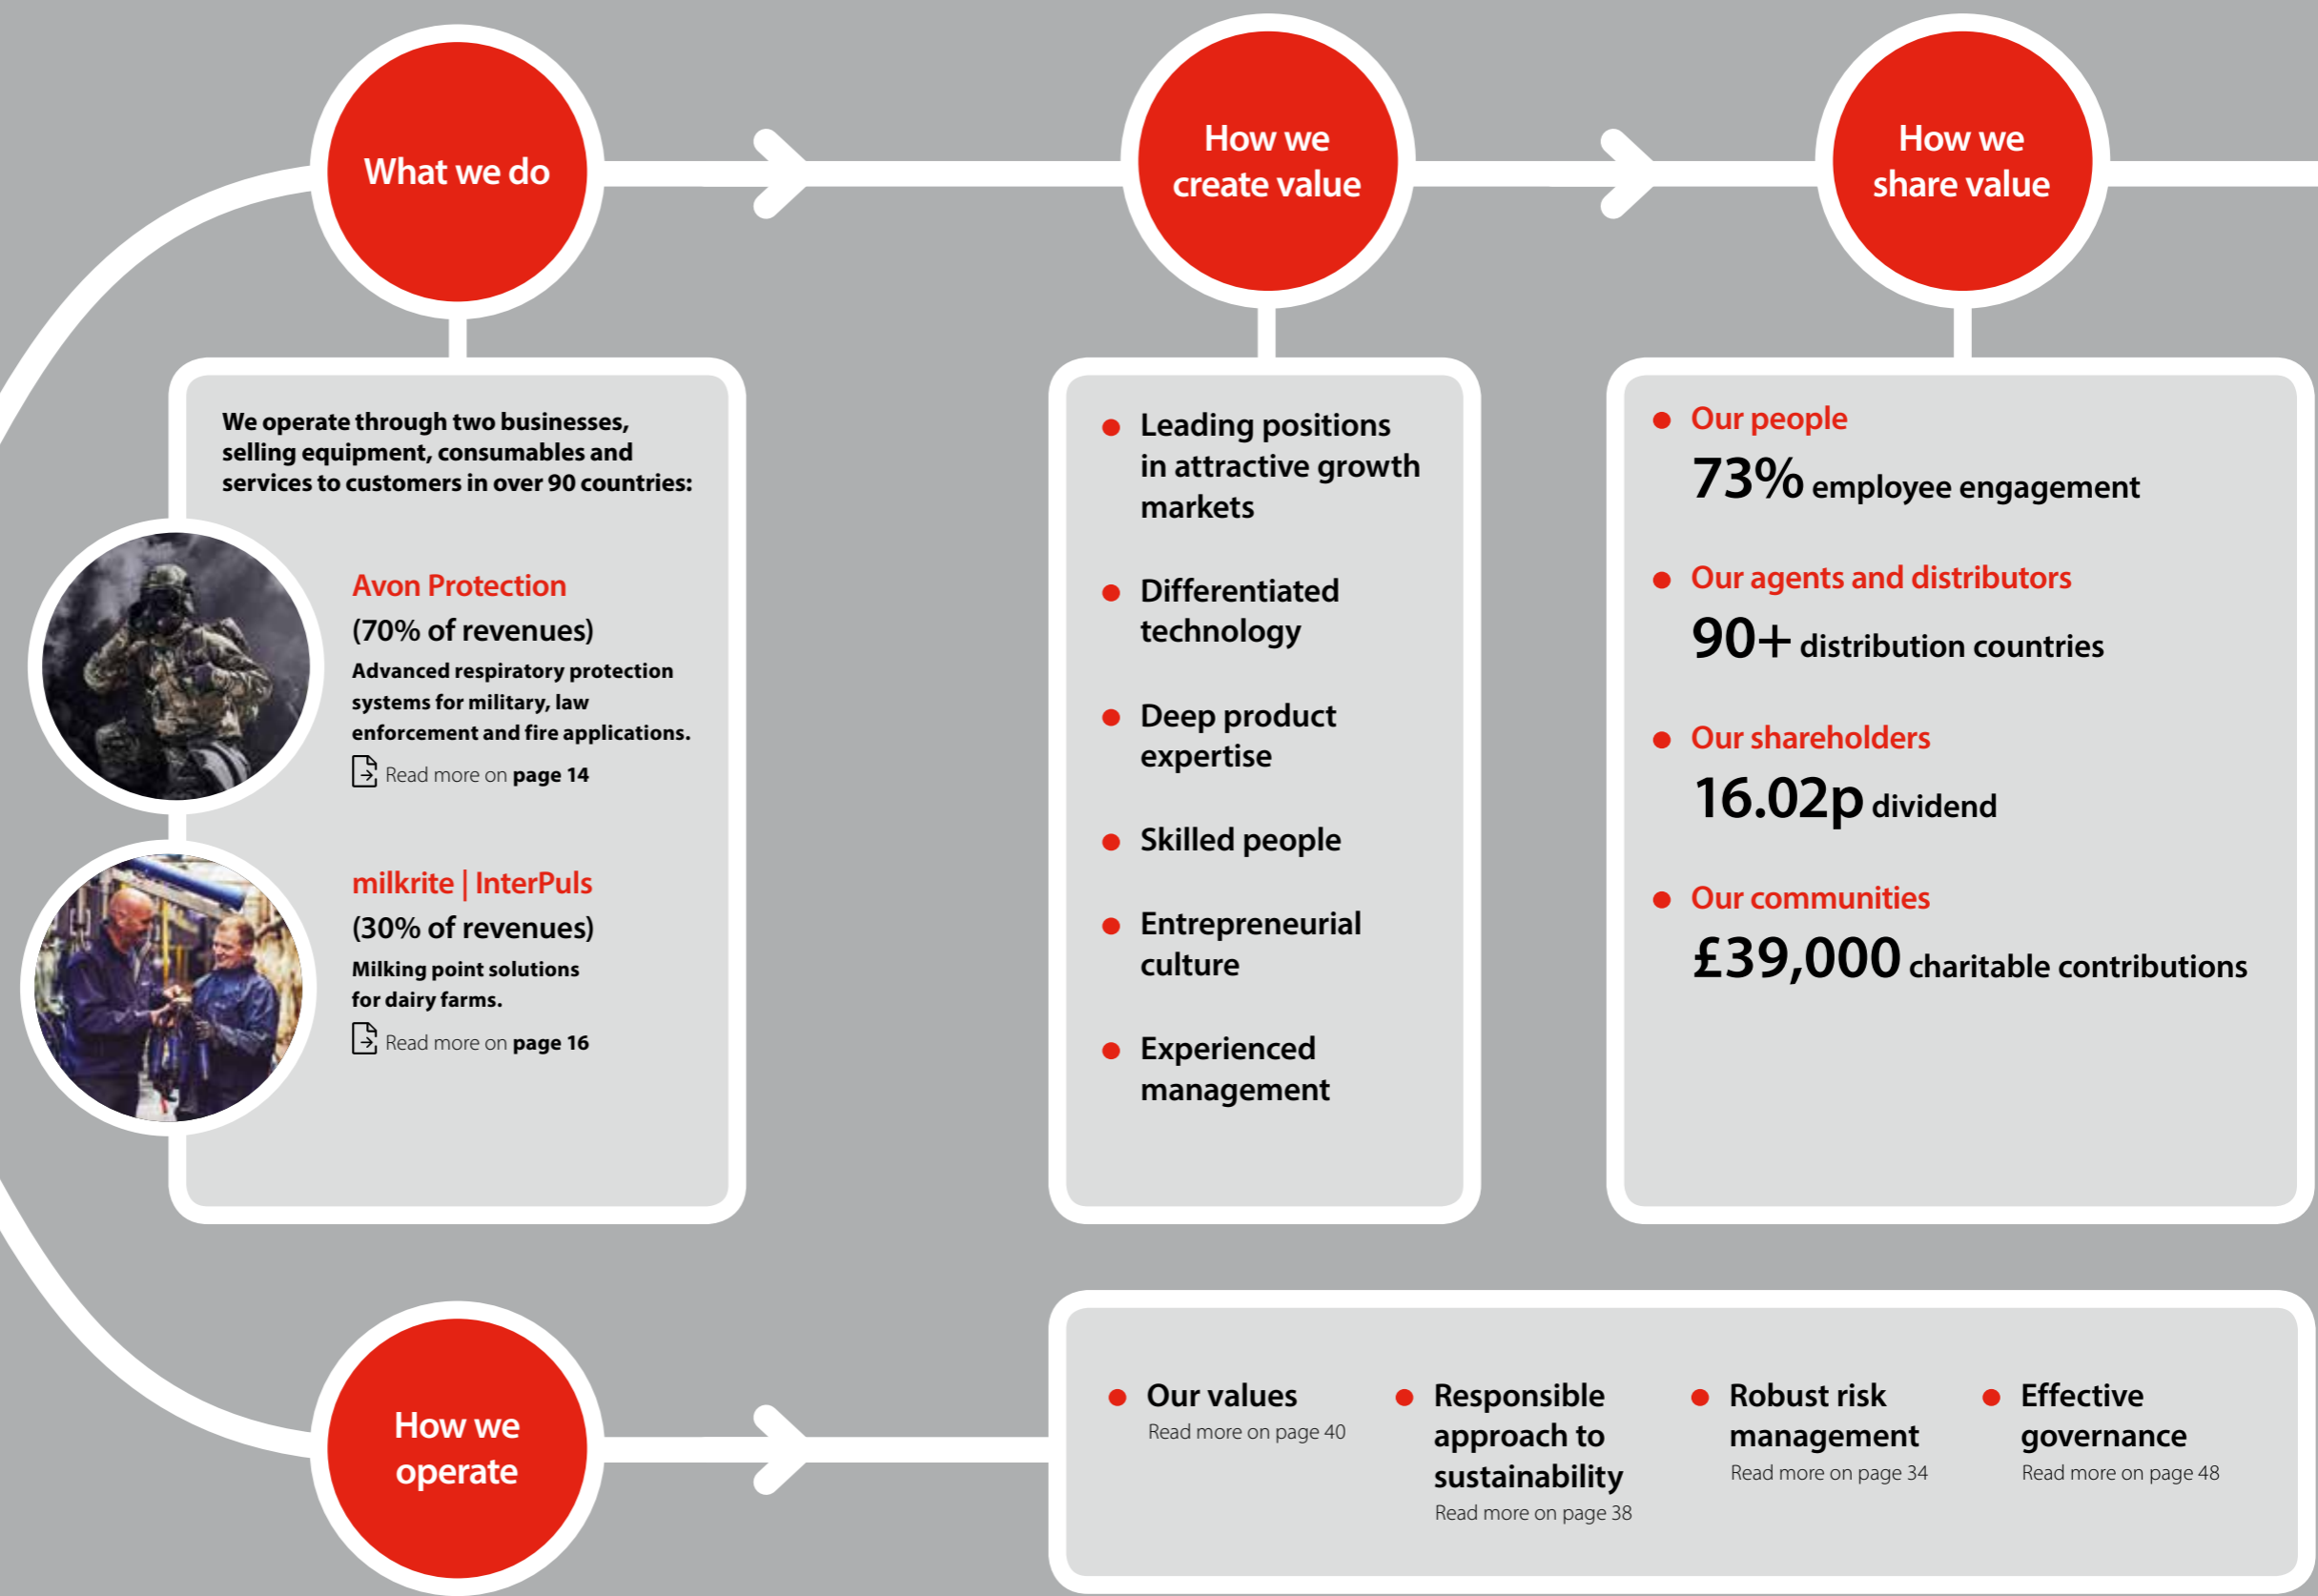 What we do
We operate through two businesses,
selling equipment, consumables and
services to customers in over 90 countries:
Avon Protection
(70% of revenues)
Advanced respiratory protection
systems for military, law
enforcement and fire applications.
Read more on page 14
milkrite | InterPuls
(30% of revenues)
Milking point solutions
for dairy farms.
Read more on page 16
How we
create value
Leading positions
in attractive growth
markets
Differentiated
technology
Deep product
expertise
Skilled people
Entrepreneurial
culture
Experienced
management
How we
share value
Our people
73% employee engagement
Our agents and distributors
90+ distribution countries
Our shareholders
16.02p dividend
Our communities
£39,000 charitable contributions
How we
operate
Our values
Read more on page 40
Responsible
approach to
sustainability
Read more on page 38
Robust risk
management
Read more on page 34
Effective
governance
Read more on page 48